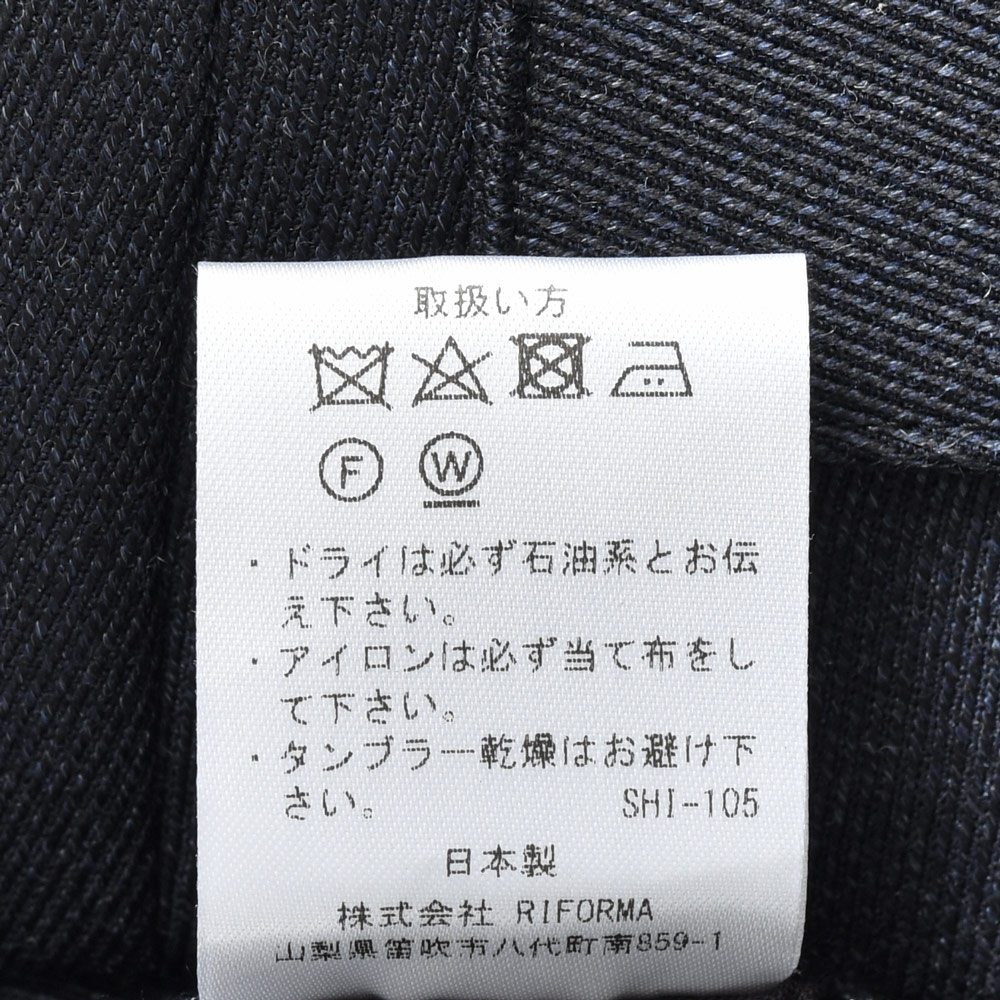 取扱い方
F W
・ドライは必ず石油系とお伝
え下さい。
・アイロンは必ず当て布をし
て下さい。
・タンブラー乾燥はお避け下
さい。 SHI-105
日本製
株式会社 RIFORMA
山梨県笛吹市八代町南859-1